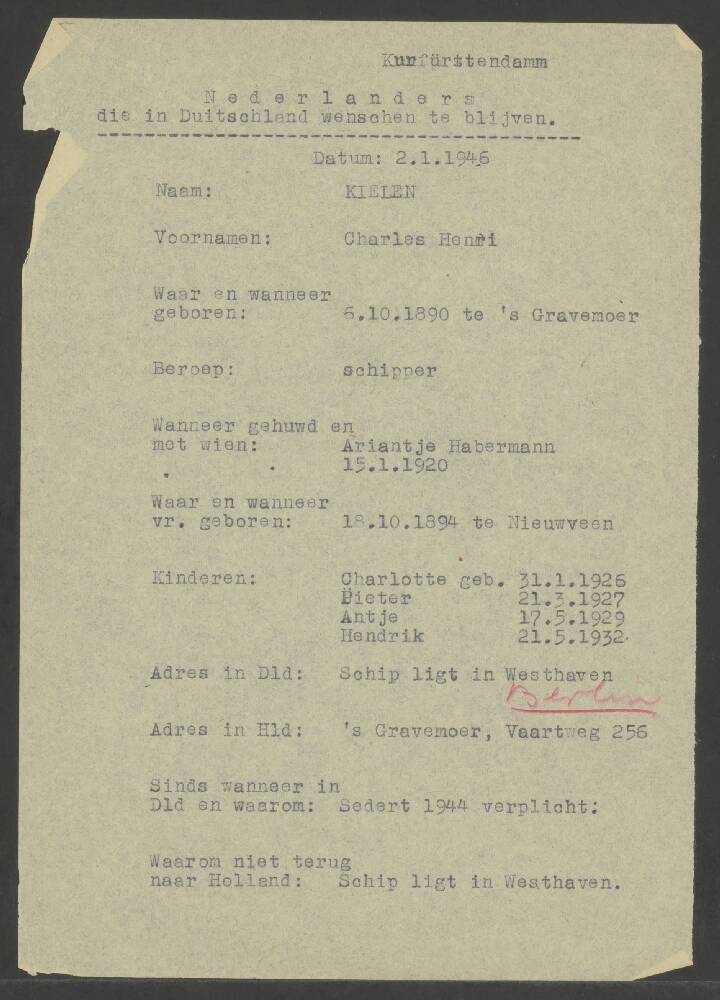 Kurfürstendamm
Nederlanders
die in Duitschland wenschen te blijven.
Datum: 2.1.1946
Naam: KIELEN
Voornamen: Charles Henri
Waar en wanneer
geboren: 6.10.1890 te 's Gravemoer
Beroep: schipper
Wanneer gehuwd en
met wien: Ariantje Habermann
15.1.1920
Waar en wanneer
vr. geboren: 18.10.1894 te Nieuwveen
Kinderen: Charlotte geb. 31.1.1926
Pieter 21.3.1927
Antje 17.5.1929
Hendrik 21.5.1932.
Adres in Dld: Schip ligt in Westhaven
Berlin
Adres in Hld: 's Gravemoer, Vaartweg 256
Sinds wanneer in
Dld en waarom: Sedert 1944 verplicht:
Waarom niet terug
naar Holland: Schip ligt in Westhaven.